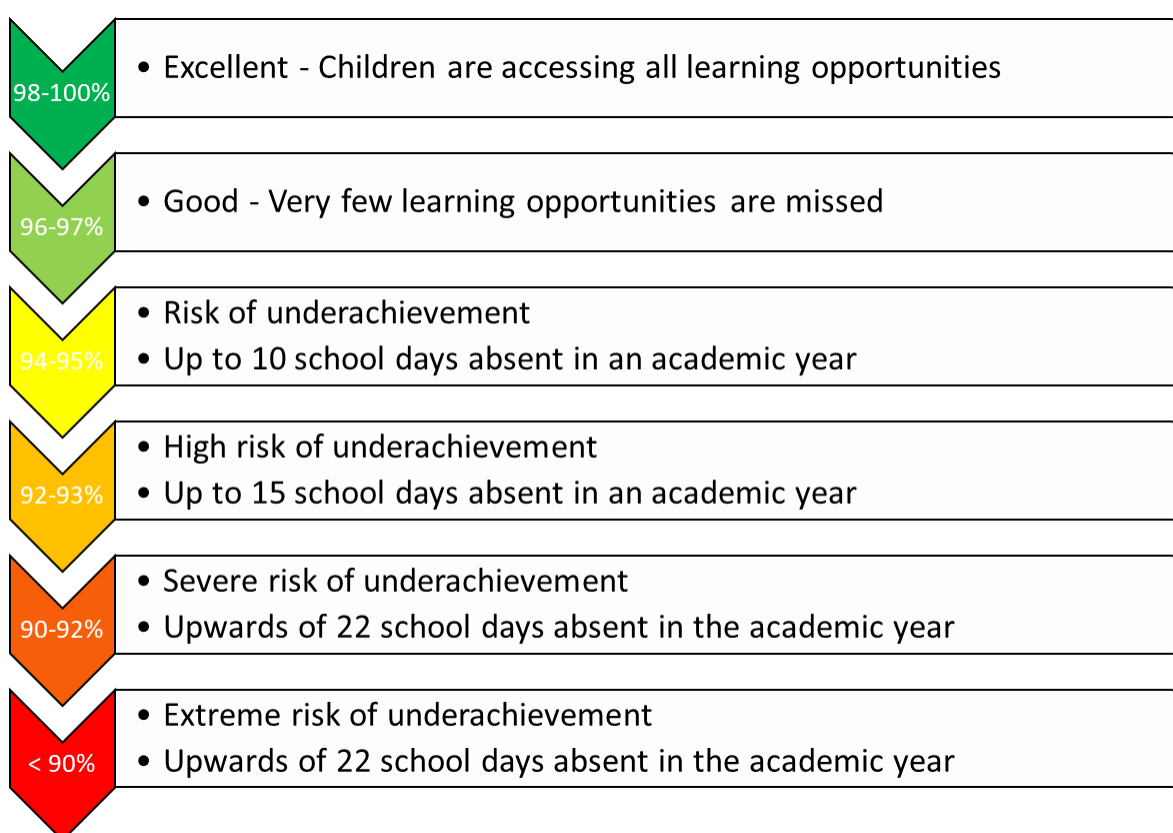 98-100%
• Excellent - Children are accessing all learning opportunities
96-97%
• Good - Very few learning opportunities are missed
94-95%
• Risk of underachievement
• Up to 10 school days absent in an academic year
92-93%
• High risk of underachievement
• Up to 15 school days absent in an academic year
90-92%
• Severe risk of underachievement
• Upwards of 22 school days absent in the academic year
< 90%
• Extreme risk of underachievement
• Upwards of 22 school days absent in the academic year